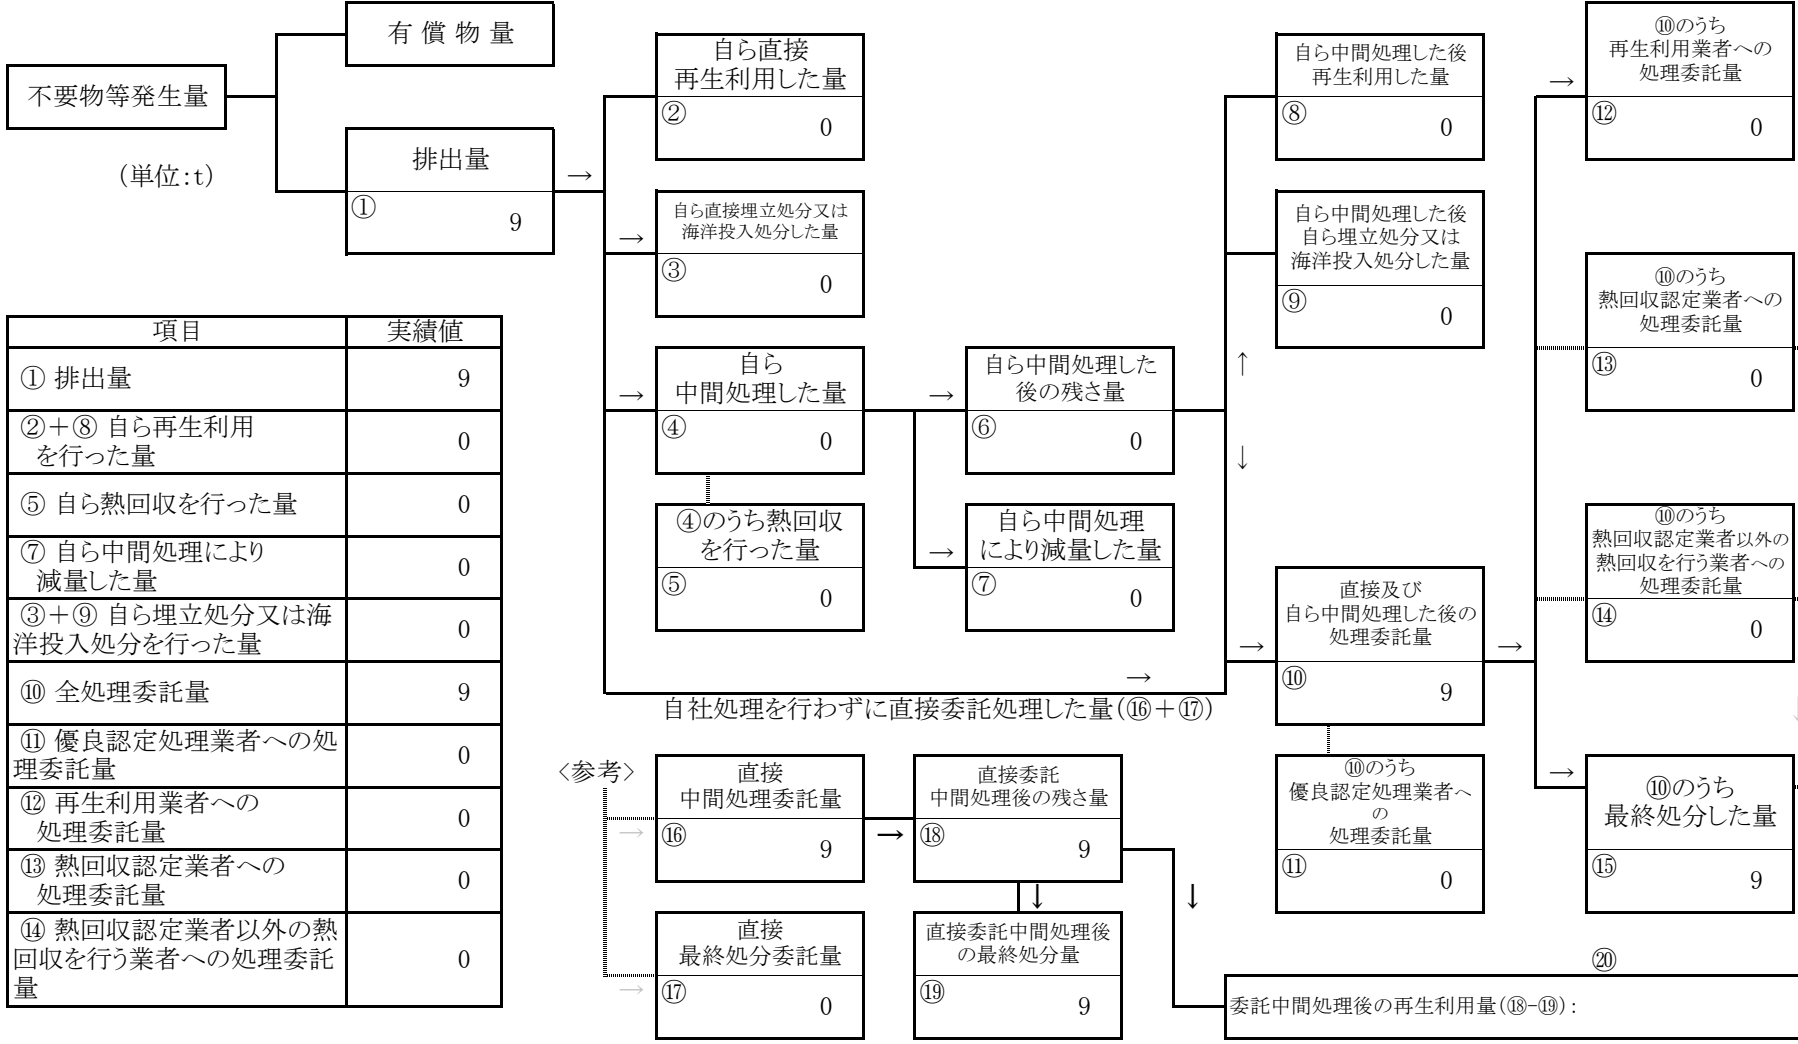 不要物等発生量
有 償 物 量
(単位:t)
排出量
①
9
→
自ら直接
再生利用した量
②
0
→
自ら直接埋立処分又は
海洋投入処分した量
③
0
→
自ら
中間処理した量
④
0
④のうち熱回収
を行った量
⑤
0
→
自ら中間処理した
後の残さ量
⑥
0
→
自ら中間処理
により減量した量
⑦
0
自ら中間処理した後
再生利用した量
⑧
0
自ら中間処理した後
自ら埋立処分又は
海洋投入処分した量
⑨
0
↑
↓
→
自社処理を行わずに直接委託処理した量(⑯+⑰)
→
直接及び
自ら中間処理した後の
処理委託量
⑩
9
→
⑩のうち
優良認定処理業者へ
の
処理委託量
⑪
0
→
⑩のうち
再生利用業者への
処理委託量
⑫
0
⑩のうち
熱回収認定業者への
処理委託量
⑬
0
⑩のうち
熱回収認定業者以外の
熱回収を行う業者への
処理委託量
⑭
0
↓
→
⑩のうち
最終処分した量
⑮
9
項目 実績値
① 排出量 9
②+⑧ 自ら再生利用
を行った量 0
⑤ 自ら熱回収を行った量 0
⑦ 自ら中間処理により
減量した量 0
③+⑨ 自ら埋立処分又は海
洋投入処分を行った量 0
⑩ 全処理委託量 9
⑪ 優良認定処理業者への処
理委託量 0
⑫ 再生利用業者への
処理委託量 0
⑬ 熱回収認定業者への
処理委託量 0
⑭ 熱回収認定業者以外の熱
回収を行う業者への処理委託
量 0
<参考>
→
直接
中間処理委託量
⑯
9
→
直接委託
中間処理後の残さ量
⑱
9
↓
↓
→
直接
最終処分委託量
⑰
0
直接委託中間処理後
の最終処分量
⑲
9
⑳
委託中間処理後の再生利用量(⑱-⑲):